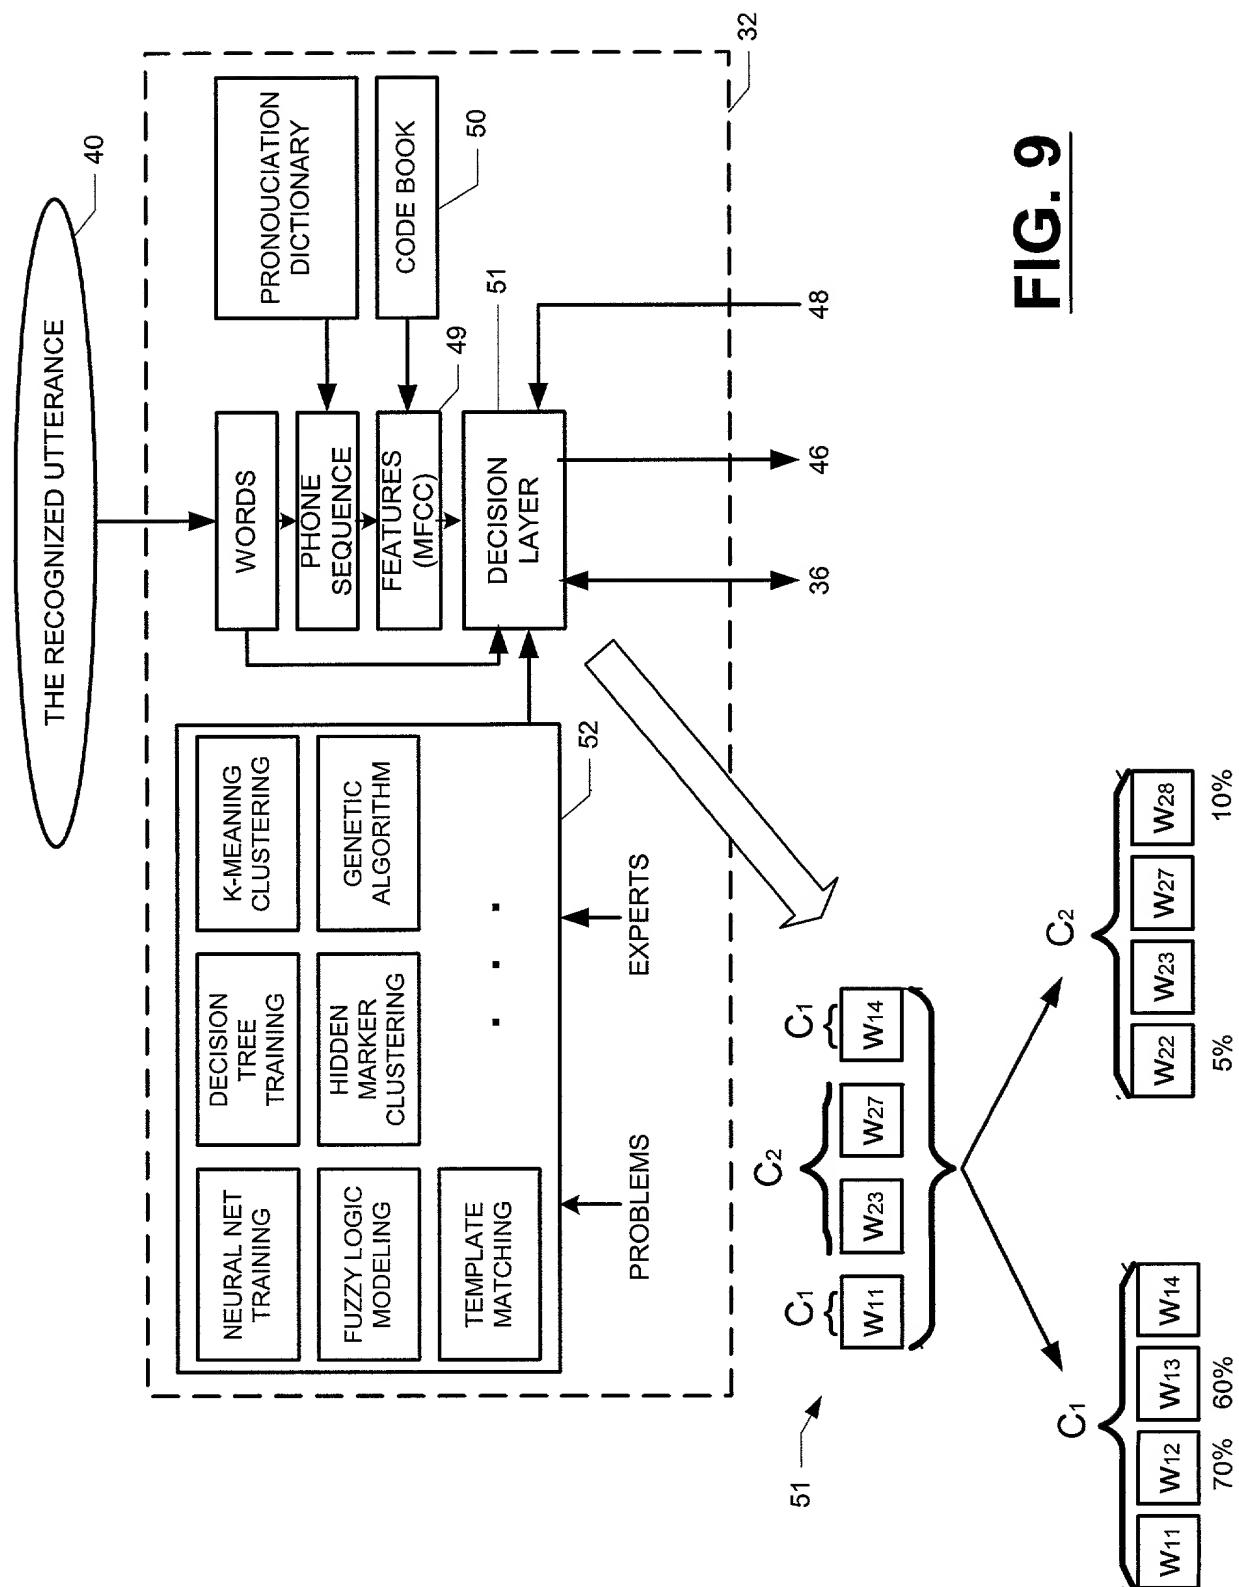 THE RECOGNIZED UTTERANCE
40
32
NEURAL NET
TRAINING
DECISION
TREE
TRAINING
K-MEANING
CLUSTERING
FUZZY LOGIC
MODELING
HIDDEN
MARKER
CLUSTERING
GENETIC
ALGORITHM
TEMPLATE
MATCHING
. . .
52
PROBLEMS
EXPERTS
WORDS
PHONE
SEQUENCE
FEATURES
(MFCC)
49
DECISION
LAYER
51
PRONOUCIATION
DICTIONARY
CODE BOOK
50
36
46
48
51
C1
C2
C1
W11
W23
W27
W14
C1
W11
W12
W13
W14
70%
60%
C2
W22
W23
W27
W28
5%
10%
FIG. 9